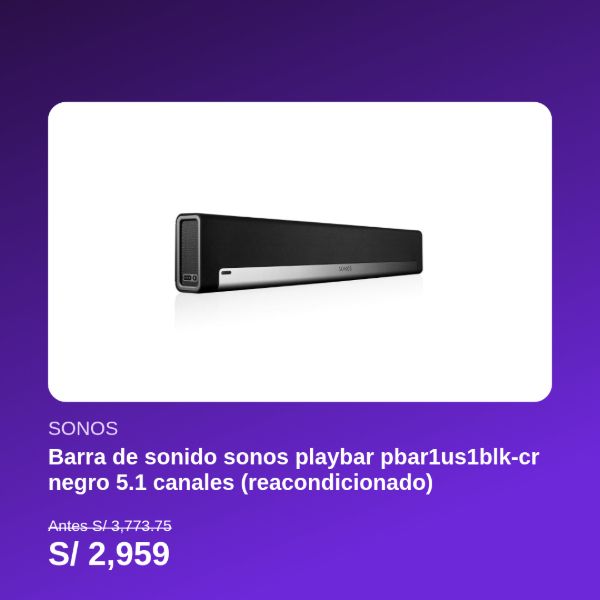 SONOS
SONOS
Barra de sonido sonos playbar pbar1us1blk-cr
negro 5.1 canales (reacondicionado)
Antes S/ 3,773.75
S/ 2,959